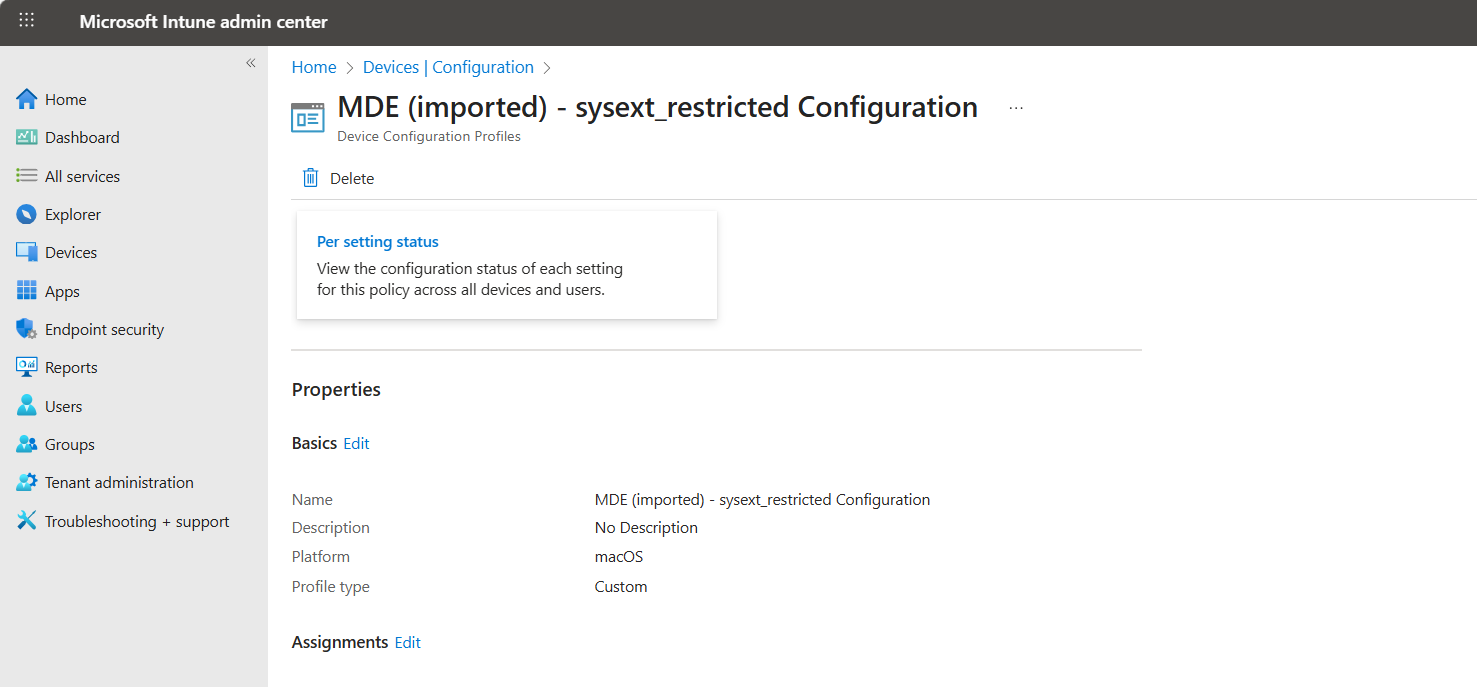 Microsoft Intune admin center
«
Home
Dashboard
All services
Explorer
Devices
Apps
Endpoint security
Reports
Users
Groups
Tenant administration
Troubleshooting + support
Home > Devices | Configuration >
MDE (imported) - sysext_restricted Configuration ...
Device Configuration Profiles
Delete
Per setting status
View the configuration status of each setting
for this policy across all devices and users.
Properties
Basics Edit
Name MDE (imported) - sysext_restricted Configuration
Description No Description
Platform macOS
Profile type Custom
Assignments Edit